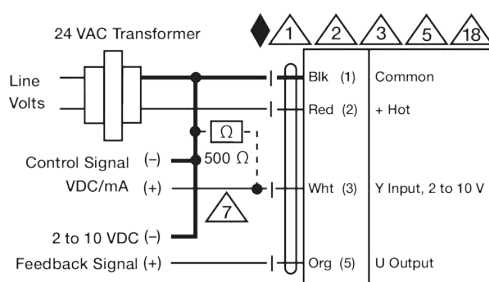 24 VAC Transformer
1 2 3 5 18
Line
Volts
Blk (1) Common
Red (2) + Hot
Ω
500 Ω
Control Signal (-)
VDC/mA (+)
Wht (3) Y Input, 2 to 10 V
7
2 to 10 VDC (-)
Feedback Signal (+)
Org (5) U Output